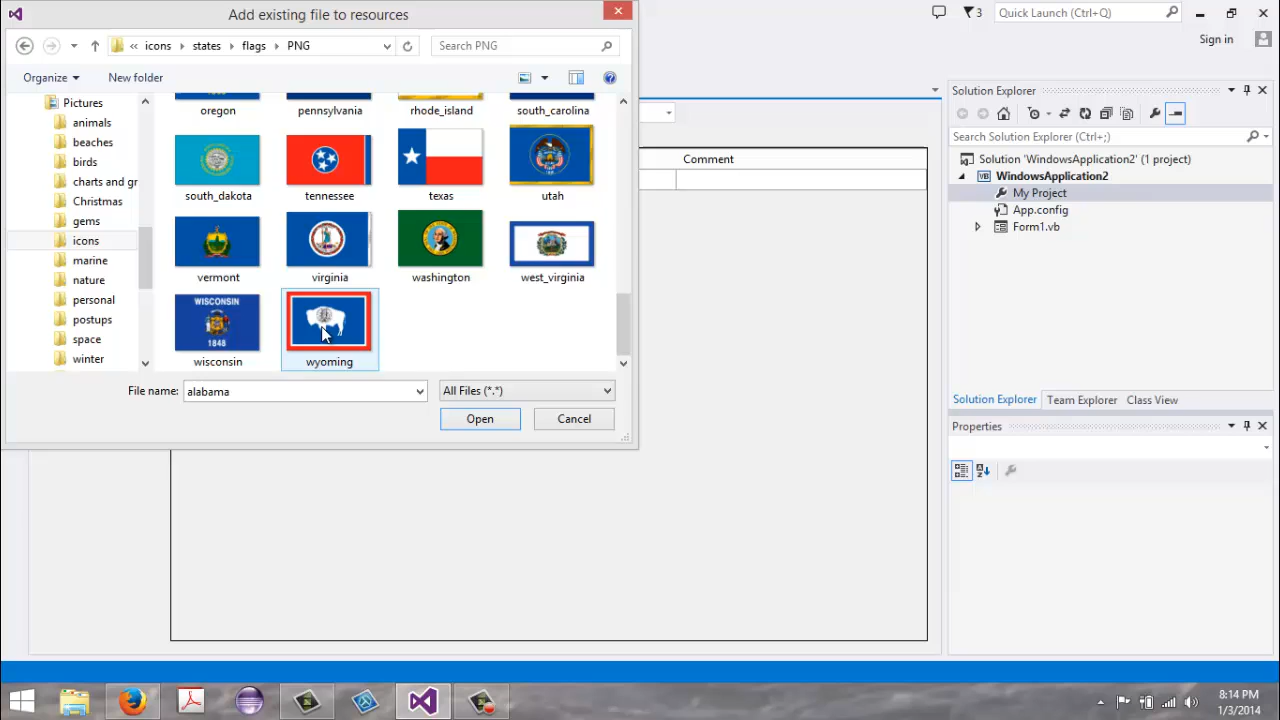 Add existing file to resources
3
Quick Launch (Ctrl+Q)
Sign in
icons
states
flags
PNG
Search PNG
Organize
New folder
Pictures
animals
beaches
birds
charts and gr
Christmas
gems
icons
marine
nature
personal
postups
space
winter
oregon
pennsylvania
rhode_island
south_carolina
south_dakota
tennessee
texas
utah
vermont
virginia
washington
west_virginia
WISCONSIN
1848
wisconsin
wyoming
File name:
alabama
All Files (*.*)
Open
Cancel
Comment
Solution Explorer
Search Solution Explorer (Ctrl+;)
Solution 'WindowsApplication2' (1 project)
VB WindowsApplication2
My Project
App.config
Form1.vb
Solution Explorer
Team Explorer
Class View
Properties
8:14 PM
1/3/2014